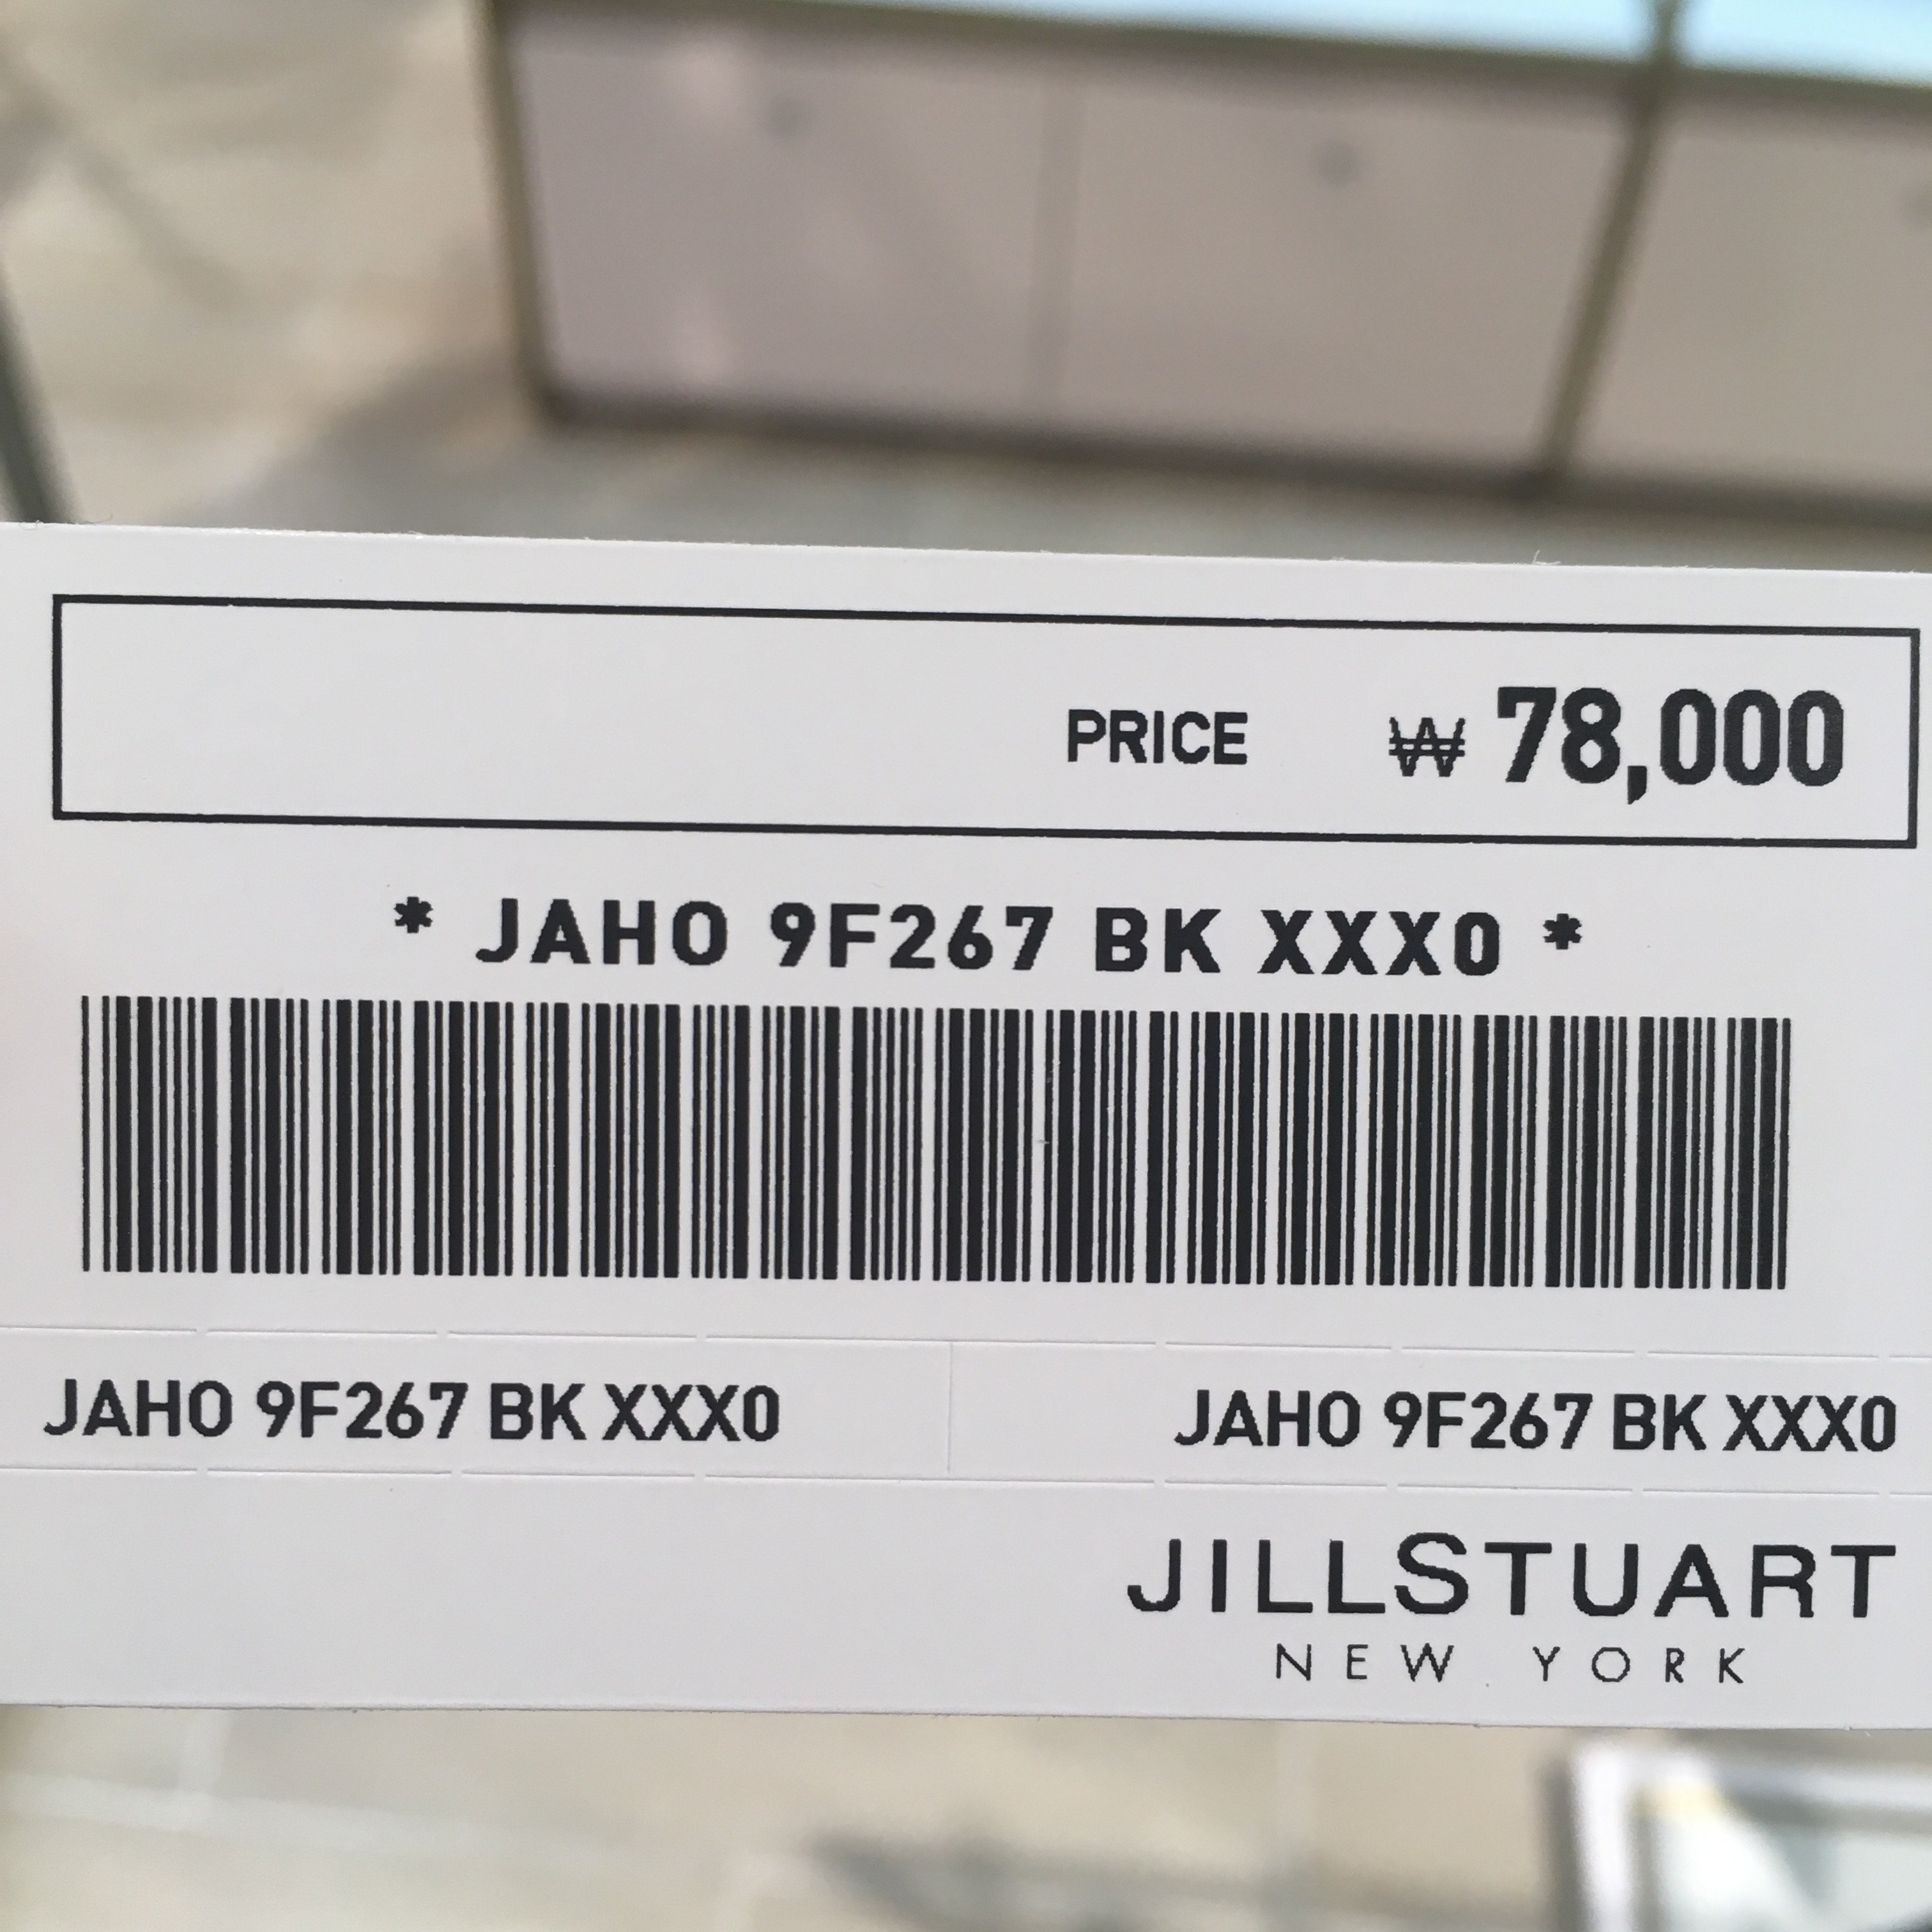 PRICE ₩ 78,000
* JAHO 9F267 BK XXX0 *
JAHO 9F267 BK XXX0 JAHO 9F267 BK XXX0
JILLSTUART
NEW YORK